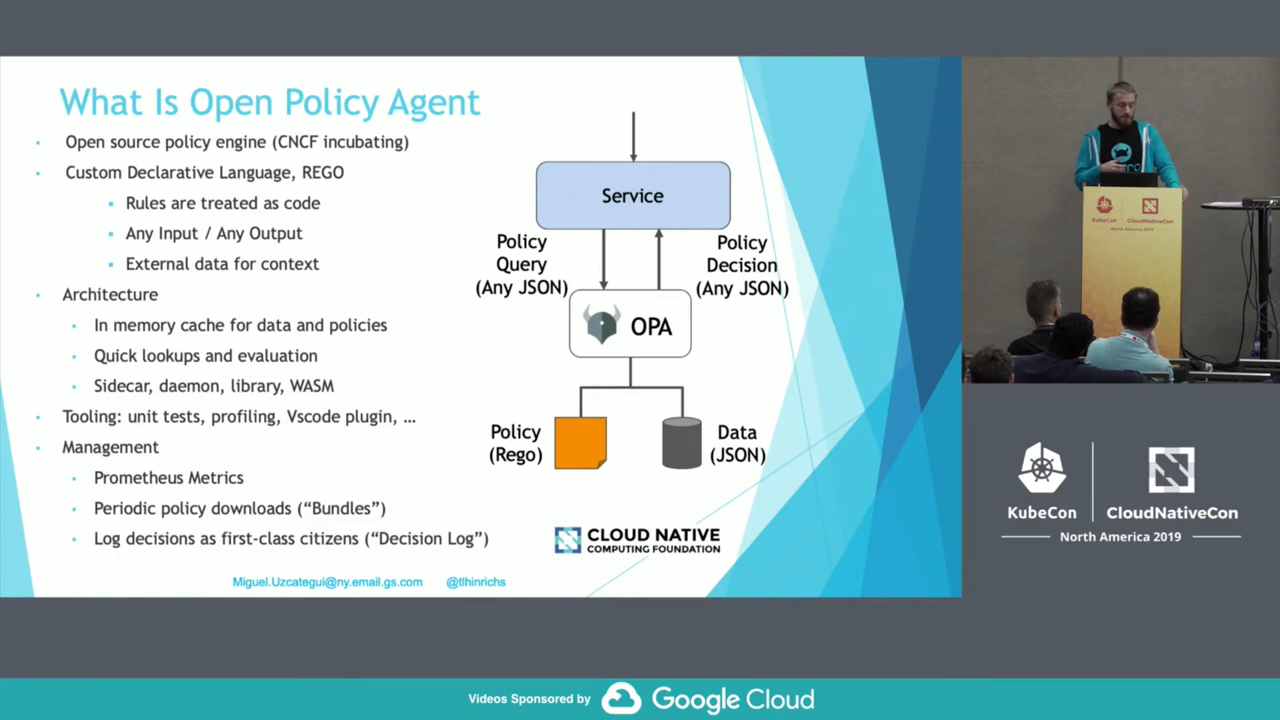 What Is Open Policy Agent
Open source policy engine (CNCF incubating)
Custom Declarative Language, REGO
Rules are treated as code
Any Input / Any Output
External data for context
Architecture
In memory cache for data and policies
Quick lookups and evaluation
Sidecar, daemon, library, WASM
Tooling: unit tests, profiling, Vscode plugin, …
Management
Prometheus Metrics
Periodic policy downloads (“Bundles”)
Log decisions as first-class citizens (“Decision Log”)
Service
Policy
Query
(Any JSON)
Policy
Decision
(Any JSON)
OPA
Policy
(Rego)
Data
(JSON)
CLOUD NATIVE
COMPUTING FOUNDATION
Miguel.Uzcategui@ny.email.gs.com @tlhinrichs
KubeCon CloudNativeCon
North America 2019
KubeCon CloudNativeCon
North America 2019
Videos Sponsored by Google Cloud